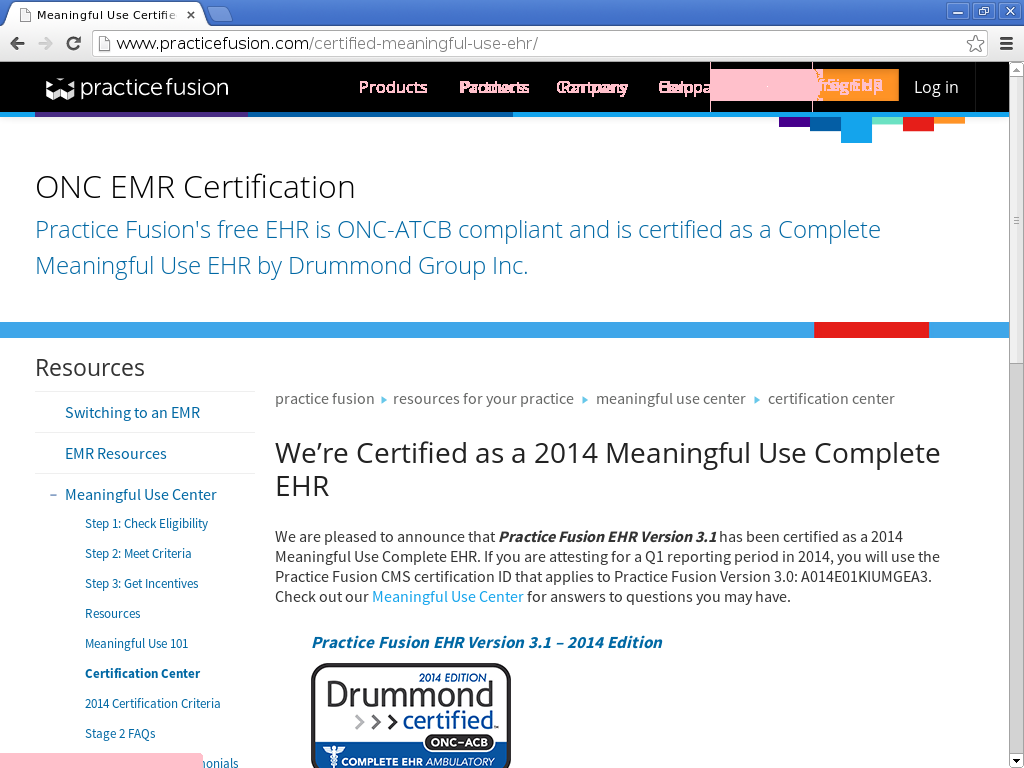 Meaningful Use Certifie
www.practicefusion.com/certified-meaningful-use-ehr/
practice fusion
Products
Log in
ONC EMR Certification
Practice Fusion's free EHR is ONC-ATCB compliant and is certified as a Complete
Meaningful Use EHR by Drummond Group Inc.
Resources
Switching to an EMR
EMR Resources
– Meaningful Use Center
Step 1: Check Eligibility
Step 2: Meet Criteria
Step 3: Get Incentives
Resources
Meaningful Use 101
Certification Center
2014 Certification Criteria
Stage 2 FAQs
practice fusion resources for your practice meaningful use center certification center
We’re Certified as a 2014 Meaningful Use Complete
EHR
We are pleased to announce that Practice Fusion EHR Version 3.1 has been certified as a 2014
Meaningful Use Complete EHR. If you are attesting for a Q1 reporting period in 2014, you will use the
Practice Fusion CMS certification ID that applies to Practice Fusion Version 3.0: A014E01KIUMGEA3.
Check out our Meaningful Use Center for answers to questions you may have.
Practice Fusion EHR Version 3.1 – 2014 Edition
2014 EDITION
Drummond
>>> certified™
ONC–ACB
COMPLETE EHR AMBULATORY